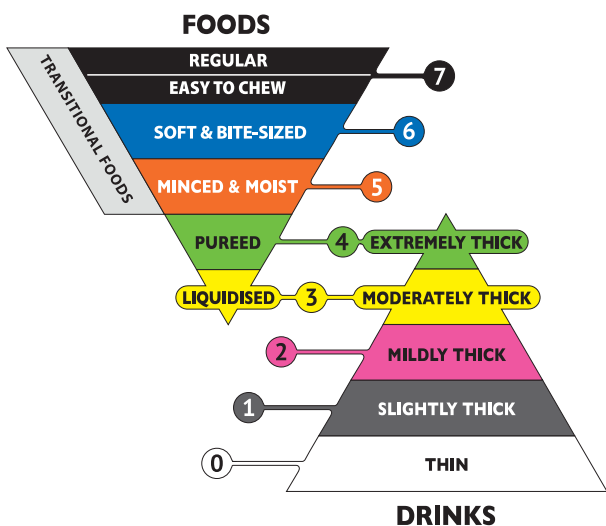 FOODS
REGULAR
7
EASY TO CHEW
TRANSITIONAL FOODS
SOFT & BITE-SIZED
6
MINCED & MOIST
5
PUREED
4
EXTREMELY THICK
LIQUIDISED
3
MODERATELY THICK
2
MILDLY THICK
1
SLIGHTLY THICK
0
THIN
DRINKS